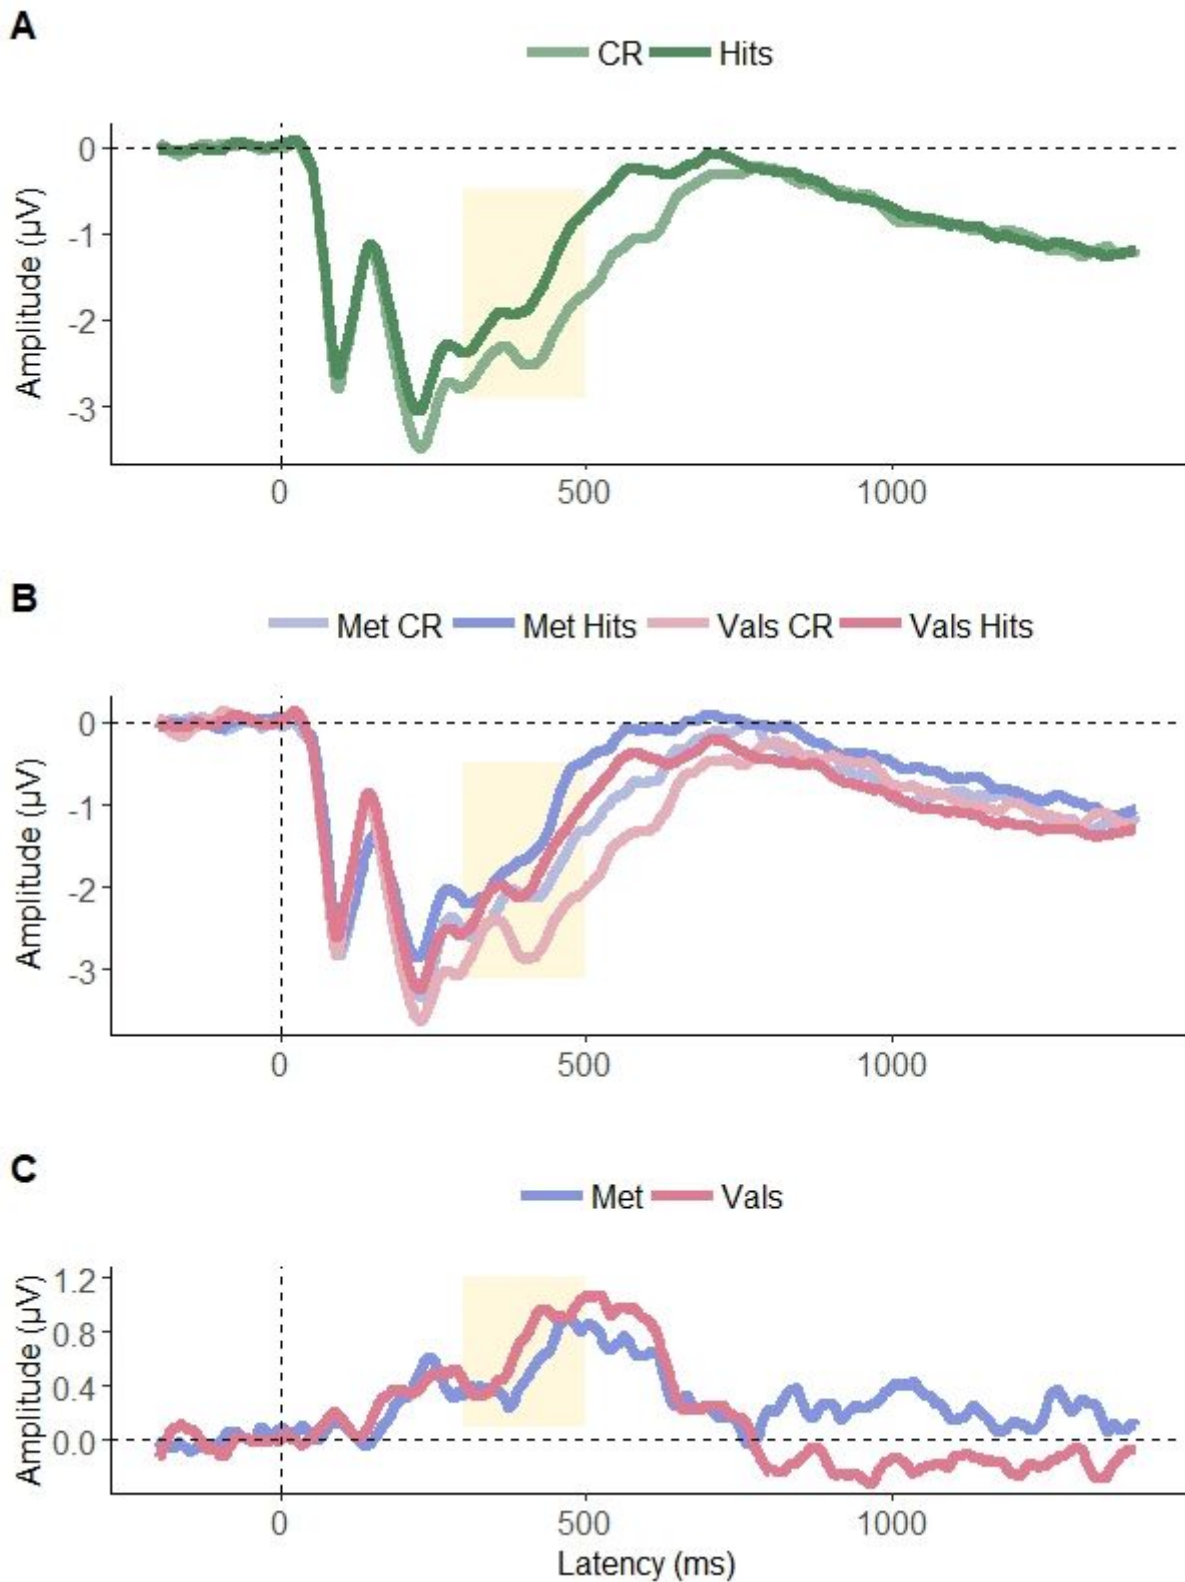 A
CR Hits
0
-1
-2
-3
Amplitude (µV)
0 500 1000
B
Met CR Met Hits Vals CR Vals Hits
0
-1
-2
-3
Amplitude (µV)
0 500 1000
C
Met Vals
1.2
0.8
0.4
0.0
Amplitude (µV)
0 500 1000
Latency (ms)